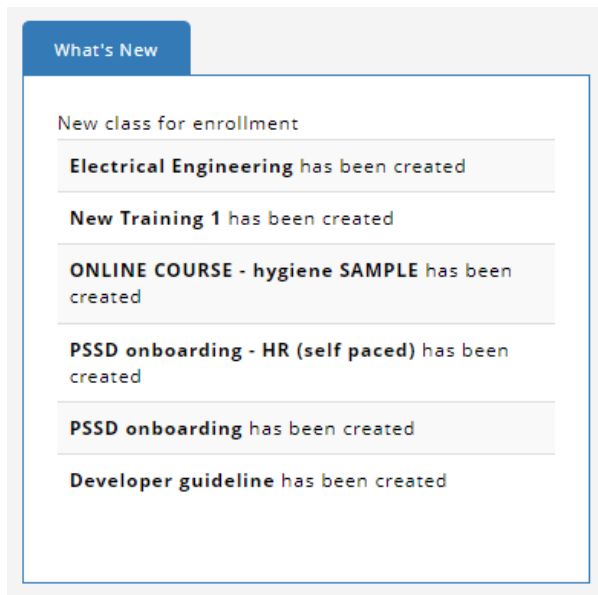 What's New
New class for enrollment
Electrical Engineering has been created
New Training 1 has been created
ONLINE COURSE - hygiene SAMPLE has been
created
PSSD onboarding - HR (self paced) has been
created
PSSD onboarding has been created
Developer guideline has been created